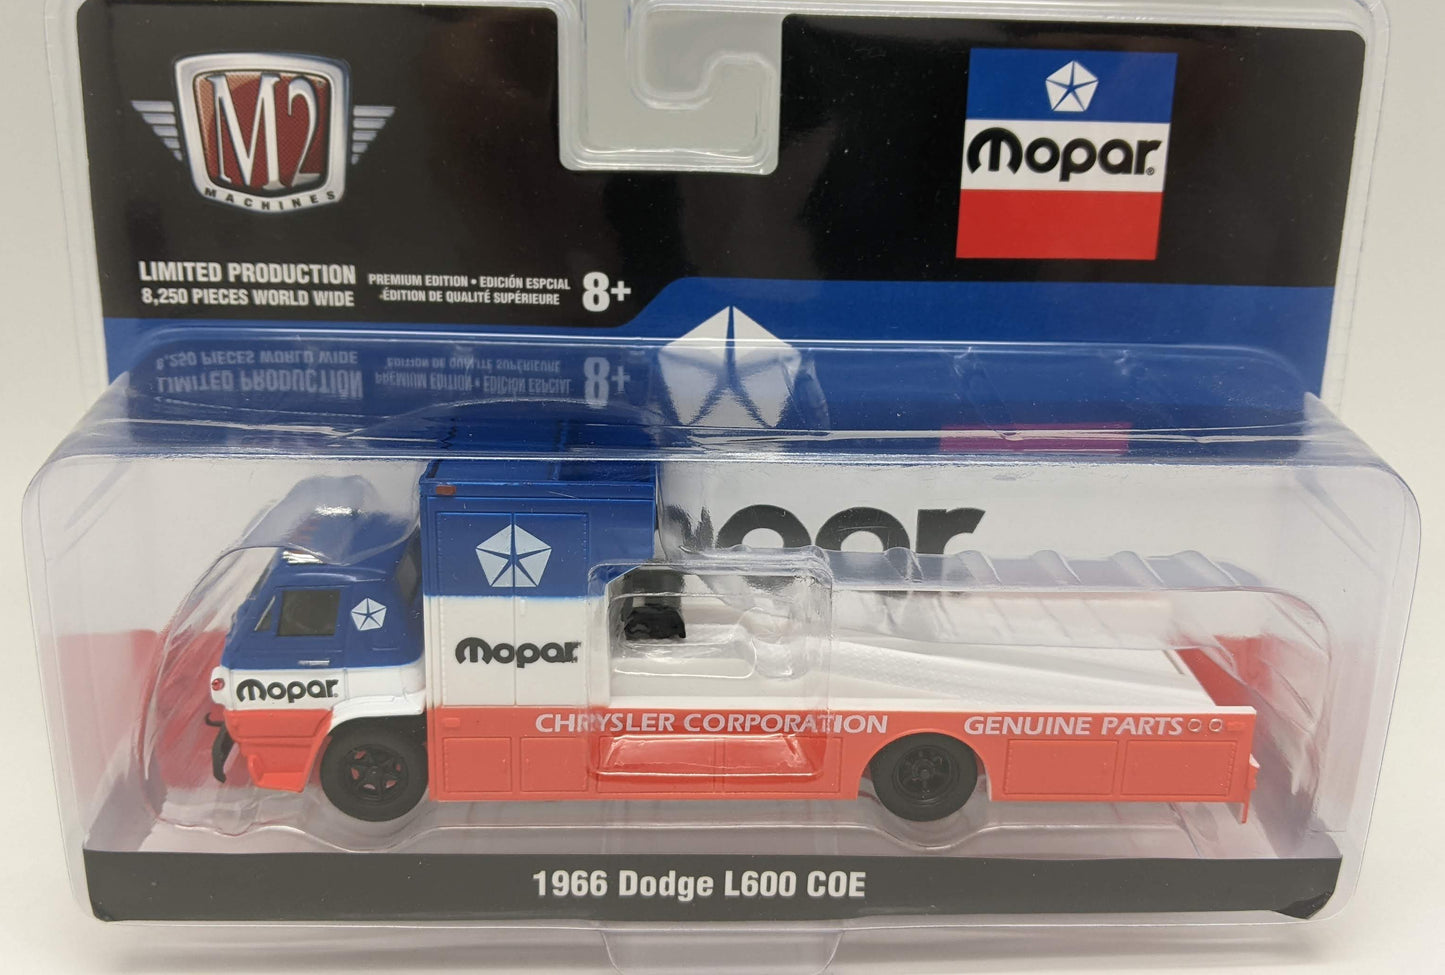 M2
MACHINES
Mopar®
LIMITED PRODUCTION
8,250 PIECES WORLD WIDE
PREMIUM EDITION • EDICIÓN ESPCIAL
ÉDITION DE QUALITÉ SUPÉRIEURE
8+
opar
Mopar
Mopar
CHRYSLER CORPORATION GENUINE PARTS
1966 Dodge L600 COE